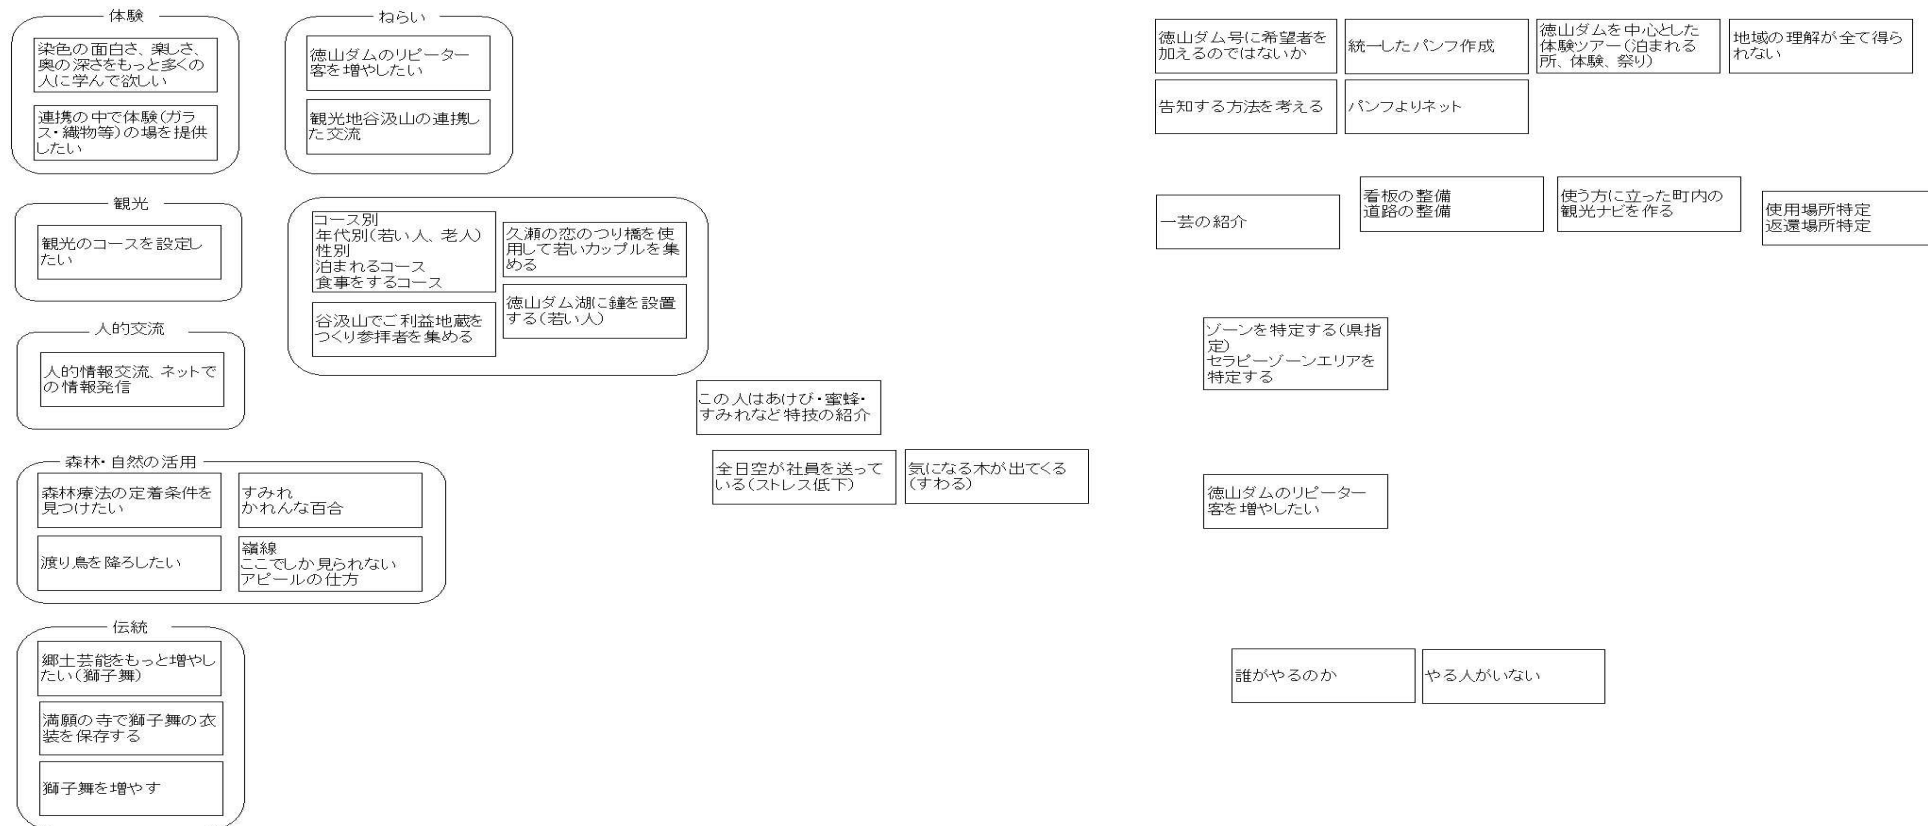 体験
染色の面白さ、楽しさ、
奥の深さをもっと多くの
人に学んで欲しい
連携の中で体験(ガラ
ス・織物等)の場を提供
したい
ねらい
徳山ダムのリピーター
客を増やしたい
観光地谷汲山の連携し
た交流
徳山ダム号に希望者を
加えるのではないか
統一したパンフ作成
徳山ダムを中心とした
体験ツアー(泊まれる
所、体験、祭り)
地域の理解が全て得ら
れない
告知する方法を考える
パンフよりネット
観光
観光のコースを設定し
たい
コース別
年代別(若い人、老人)
性別
泊まれるコース
食事をするコース
久瀬の恋のつり橋を使
用して若いカップルを集
める
谷汲山でご利益地蔵を
つくり参拝者を集める
徳山ダム湖に鐘を設置
する(若い人)
一芸の紹介
看板の整備
道路の整備
使う方に立った町内の
観光ナビを作る
使用場所特定
返還場所特定
人的交流
人的情報交流、ネットで
の情報発信
この人はあけび・蜜蜂・
すみれなど特技の紹介
ゾーンを特定する(県指
定)
セラピーゾーンエリアを
特定する
森林・自然の活用
森林療法の定着条件を
見つけたい
すみれ
かれんな百合
渡り鳥を降ろしたい
嶺線
ここでしか見られない
アピールの仕方
全日空が社員を送って
いる(ストレス低下)
気になる木が出てくる
(すわる)
徳山ダムのリピーター
客を増やしたい
伝統
郷土芸能をもっと増やし
たい(獅子舞)
満願の寺で獅子舞の衣
装を保存する
獅子舞を増やす
誰がやるのか
やる人がいない